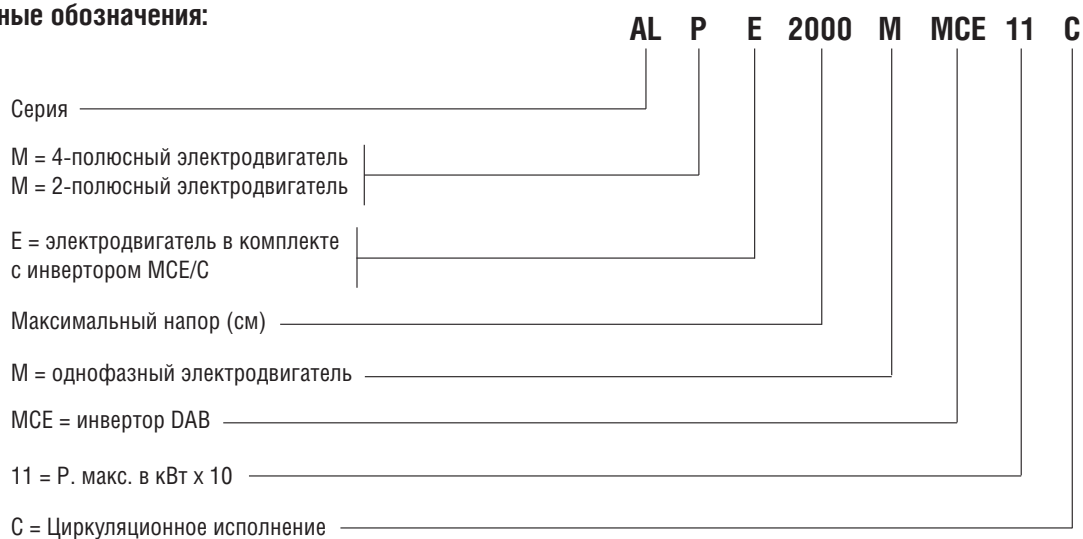 ные обозначения:
AL P E 2000 M MCE 11 C
Серия
M = 4-полюсный электродвигатель
M = 2-полюсный электродвигатель
E = электродвигатель в комплекте
с инвертором MCE/C
Максимальный напор (см)
M = однофазный электродвигатель
MCE = инвертор DAB
11 = P. макс. в кВт x 10
C = Циркуляционное исполнение